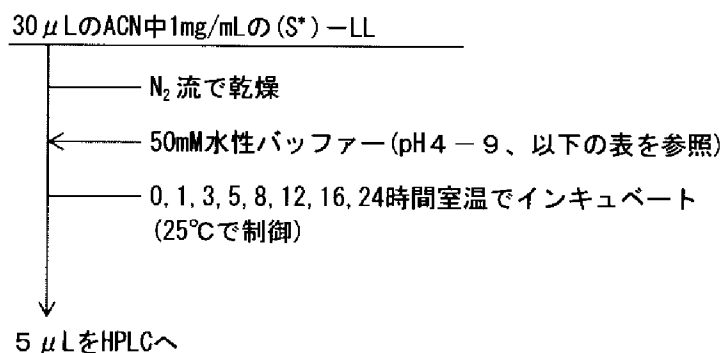 30μLのACN中1mg/mLの(S*)－LL
N₂流で乾燥
50mM水性バッファー(pH4－9、以下の表を参照)
0,1,3,5,8,12,16,24時間室温でインキュベート
(25℃で制御)
5μLをHPLCへ